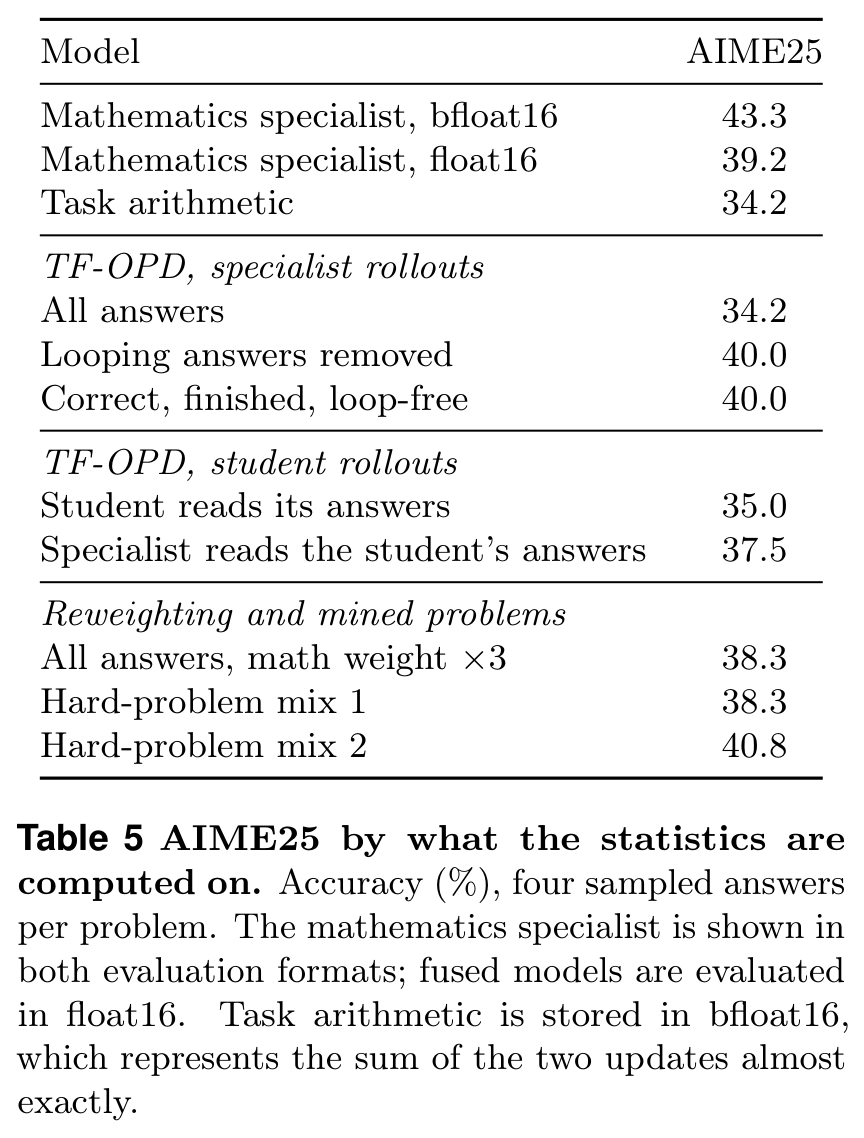 Model AIME25
Mathematics specialist, bfloat16 43.3
Mathematics specialist, float16 39.2
Task arithmetic 34.2
TF-OPD, specialist rollouts
All answers 34.2
Looping answers removed 40.0
Correct, finished, loop-free 40.0
TF-OPD, student rollouts
Student reads its answers 35.0
Specialist reads the student's answers 37.5
Reweighting and mined problems
All answers, math weight ×3 38.3
Hard-problem mix 1 38.3
Hard-problem mix 2 40.8
Table 5 AIME25 by what the statistics are
computed on. Accuracy (%), four sampled answers
per problem. The mathematics specialist is shown in
both evaluation formats; fused models are evaluated
in float16. Task arithmetic is stored in bfloat16,
which represents the sum of the two updates almost
exactly.